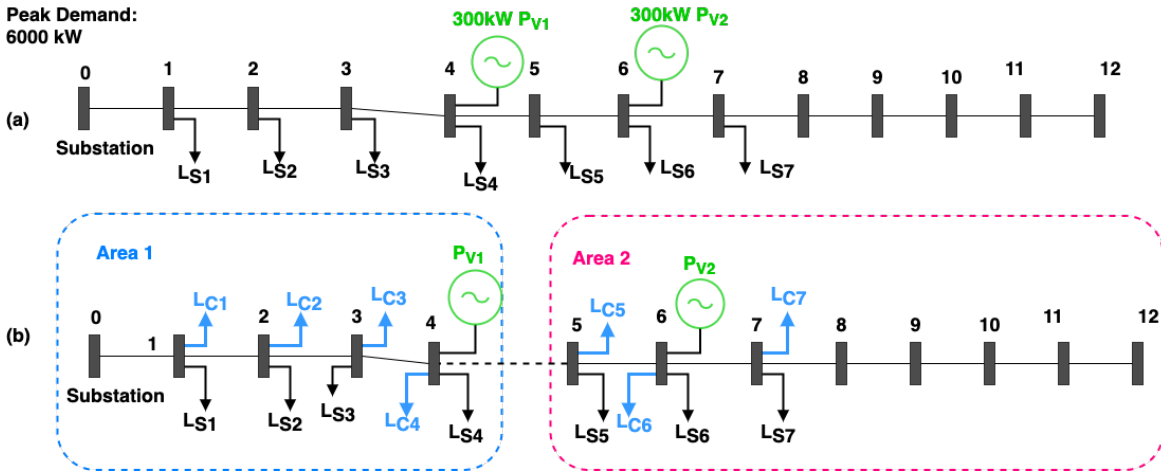 Peak Demand:
6000 kW
300kW PV1
300kW PV2
0 1 2 3 4 5 6 7 8 9 10 11 12
(a)
Substation
LS1 LS2 LS3 LS4 LS5 LS6 LS7
Area 1
Area 2
PV1
PV2
LC1 LC2 LC3 LC5 LC7
0 1 2 3 4 5 6 7 8 9 10 11 12
(b)
Substation
LS1 LS2 LS3 LC4 LS4 LS5 LC6 LS6 LS7